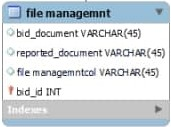 file managemnt
bid_document VARCHAR(45)
reported_document VARCHAR(45)
file managemntcol VARCHAR(45)
bid_id INT
Indexes